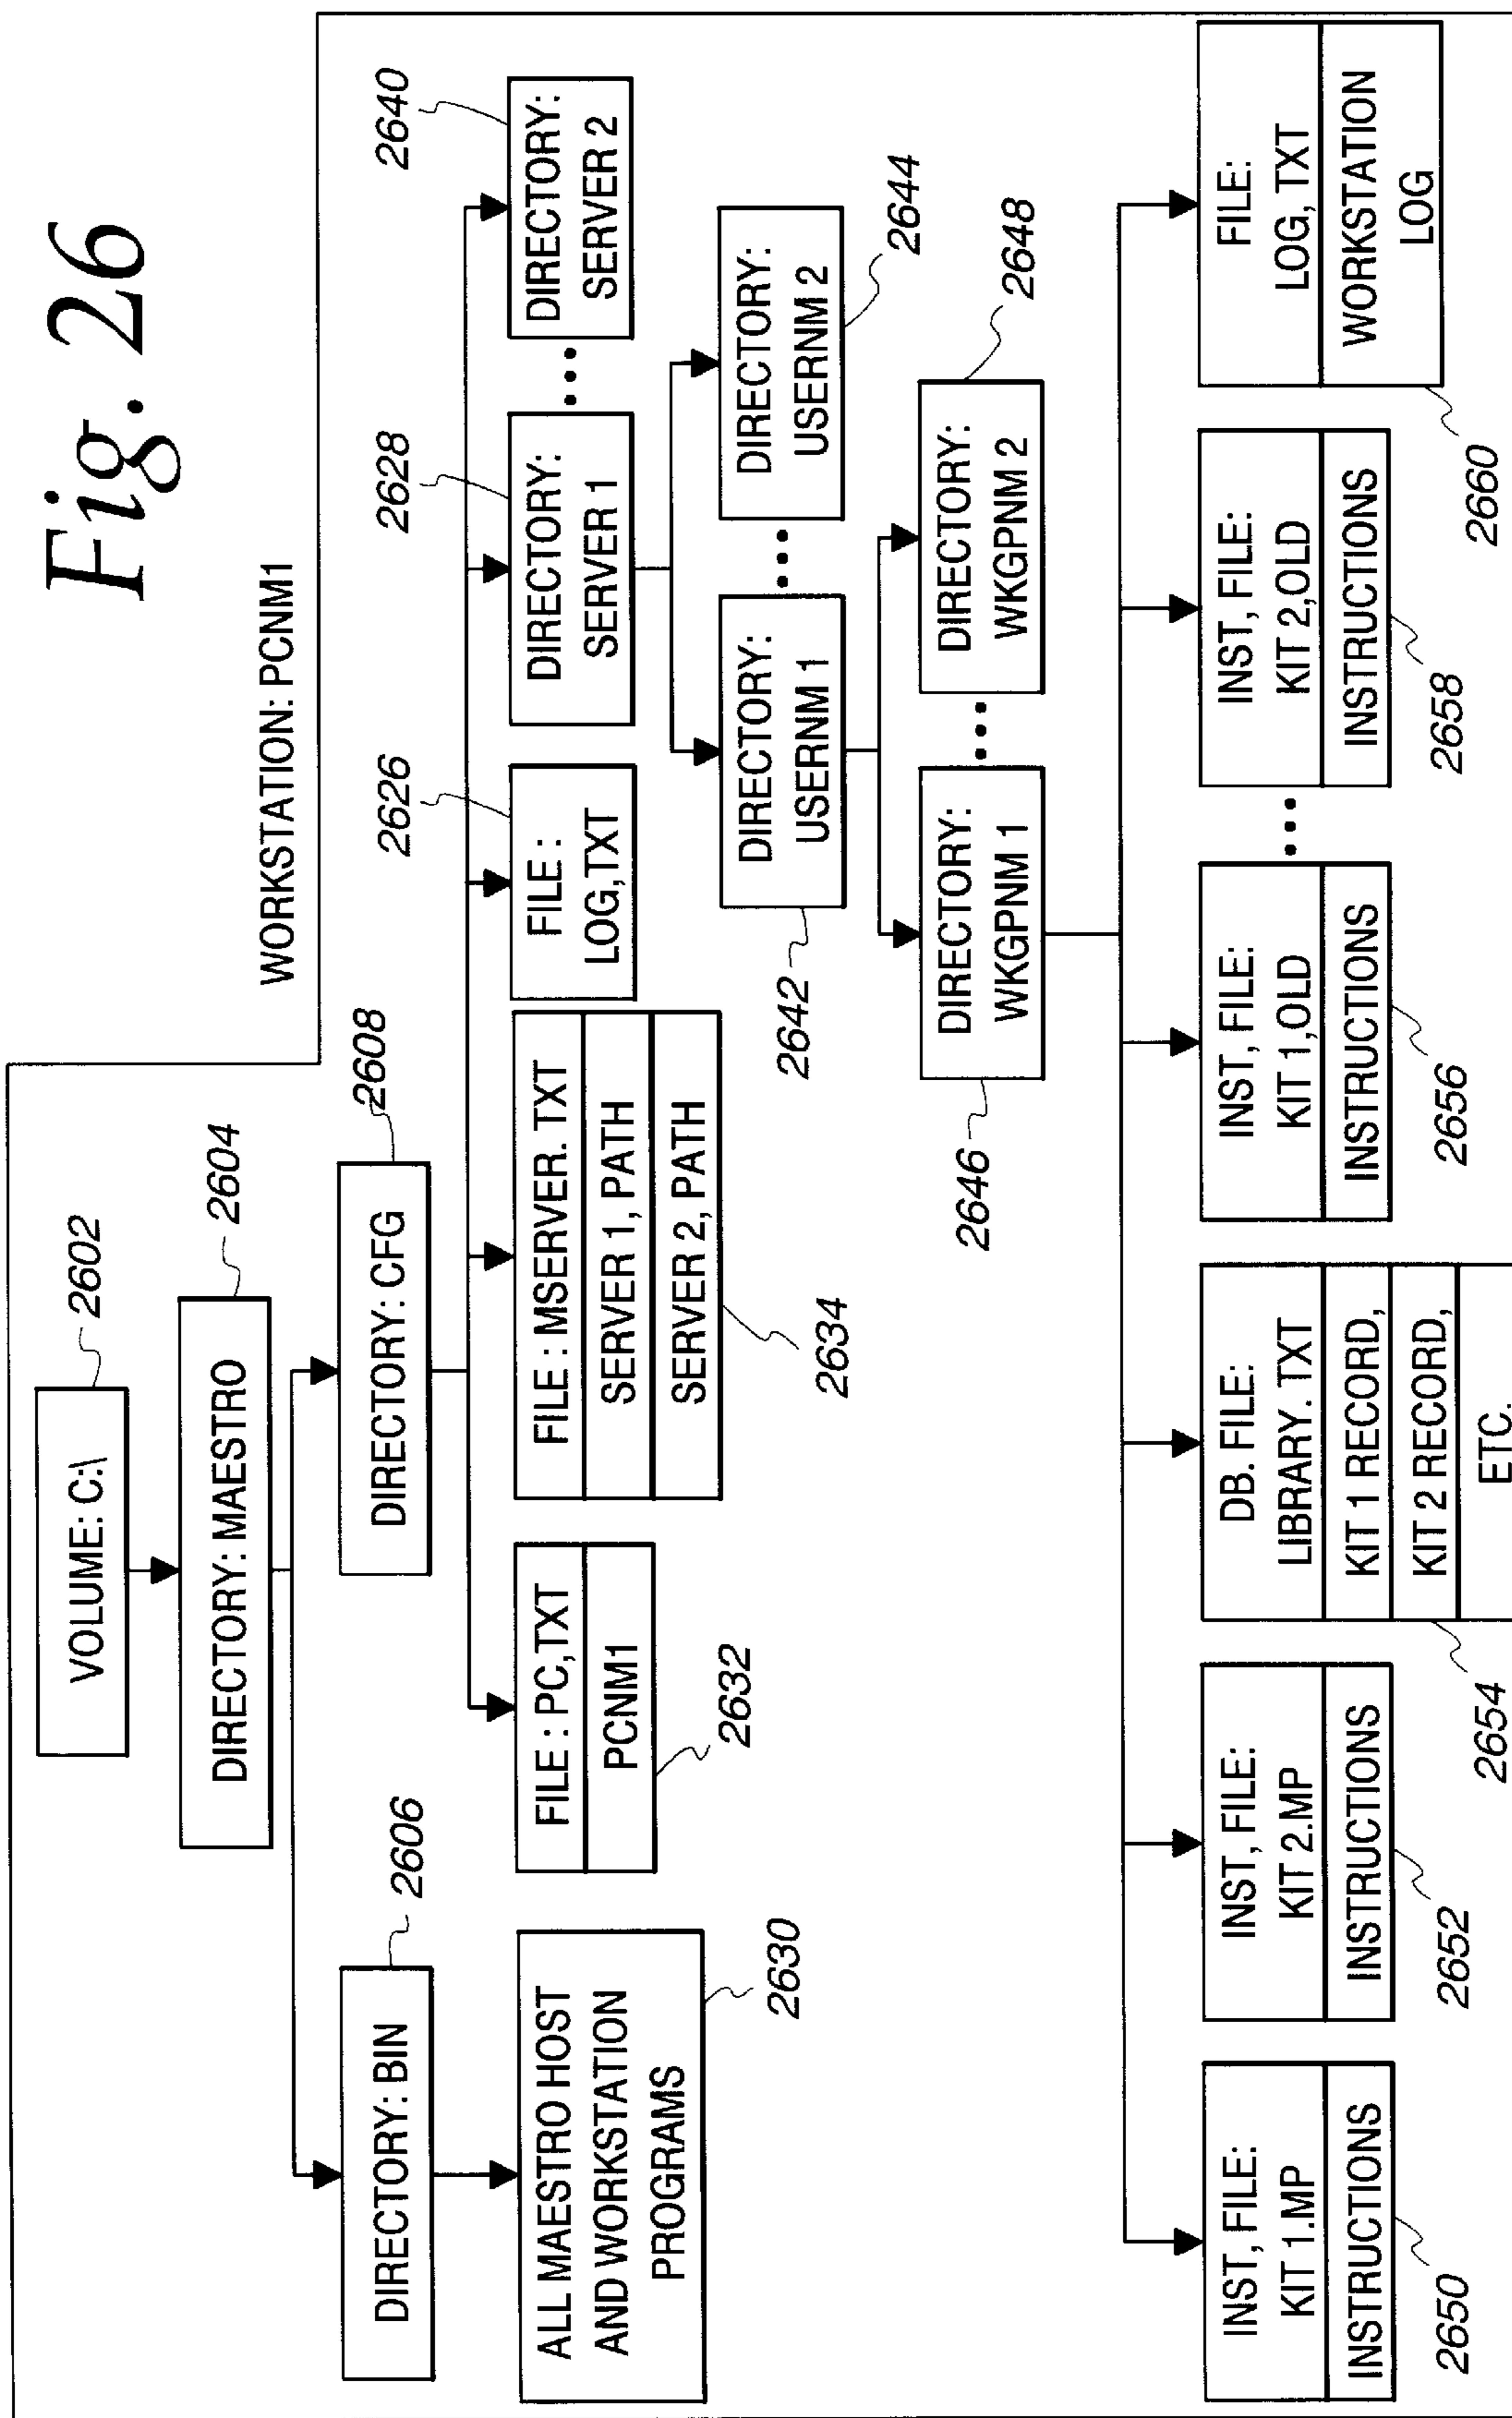 Fig. 26
WORKSTATION: PCNM1
VOLUME: C:\
2602
DIRECTORY: MAESTRO
2604
DIRECTORY: BIN
2606
DIRECTORY: CFG
2608
ALL MAESTRO HOST
AND WORKSTATION
PROGRAMS
2630
FILE : PC,TXT
PCNM1
2632
FILE : MSERVER. TXT
SERVER 1, PATH
SERVER 2, PATH
2634
FILE :
LOG,TXT
2626
DIRECTORY:
SERVER 1
2628
...
DIRECTORY:
SERVER 2
2640
DIRECTORY:
USERNM 1
2642
...
DIRECTORY:
USERNM 2
2644
DIRECTORY:
WKGPNM 1
2646
...
DIRECTORY:
WKGPNM 2
2648
INST, FILE:
KIT 1.MP
INSTRUCTIONS
2650
INST, FILE:
KIT 2.MP
INSTRUCTIONS
2652
DB. FILE:
LIBRARY. TXT
KIT 1 RECORD,
KIT 2 RECORD,
ETC.
2654
INST, FILE:
KIT 1,OLD
INSTRUCTIONS
2656
...
INST, FILE:
KIT 2,OLD
INSTRUCTIONS
2658
FILE:
LOG, TXT
WORKSTATION
LOG
2660